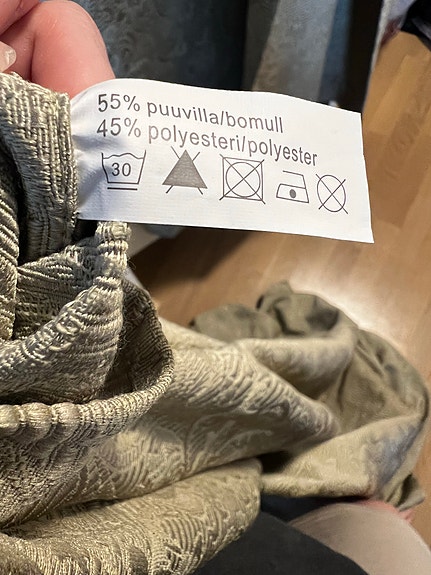 55% puuvilla/bomull
45% polyesteri/polyester
30